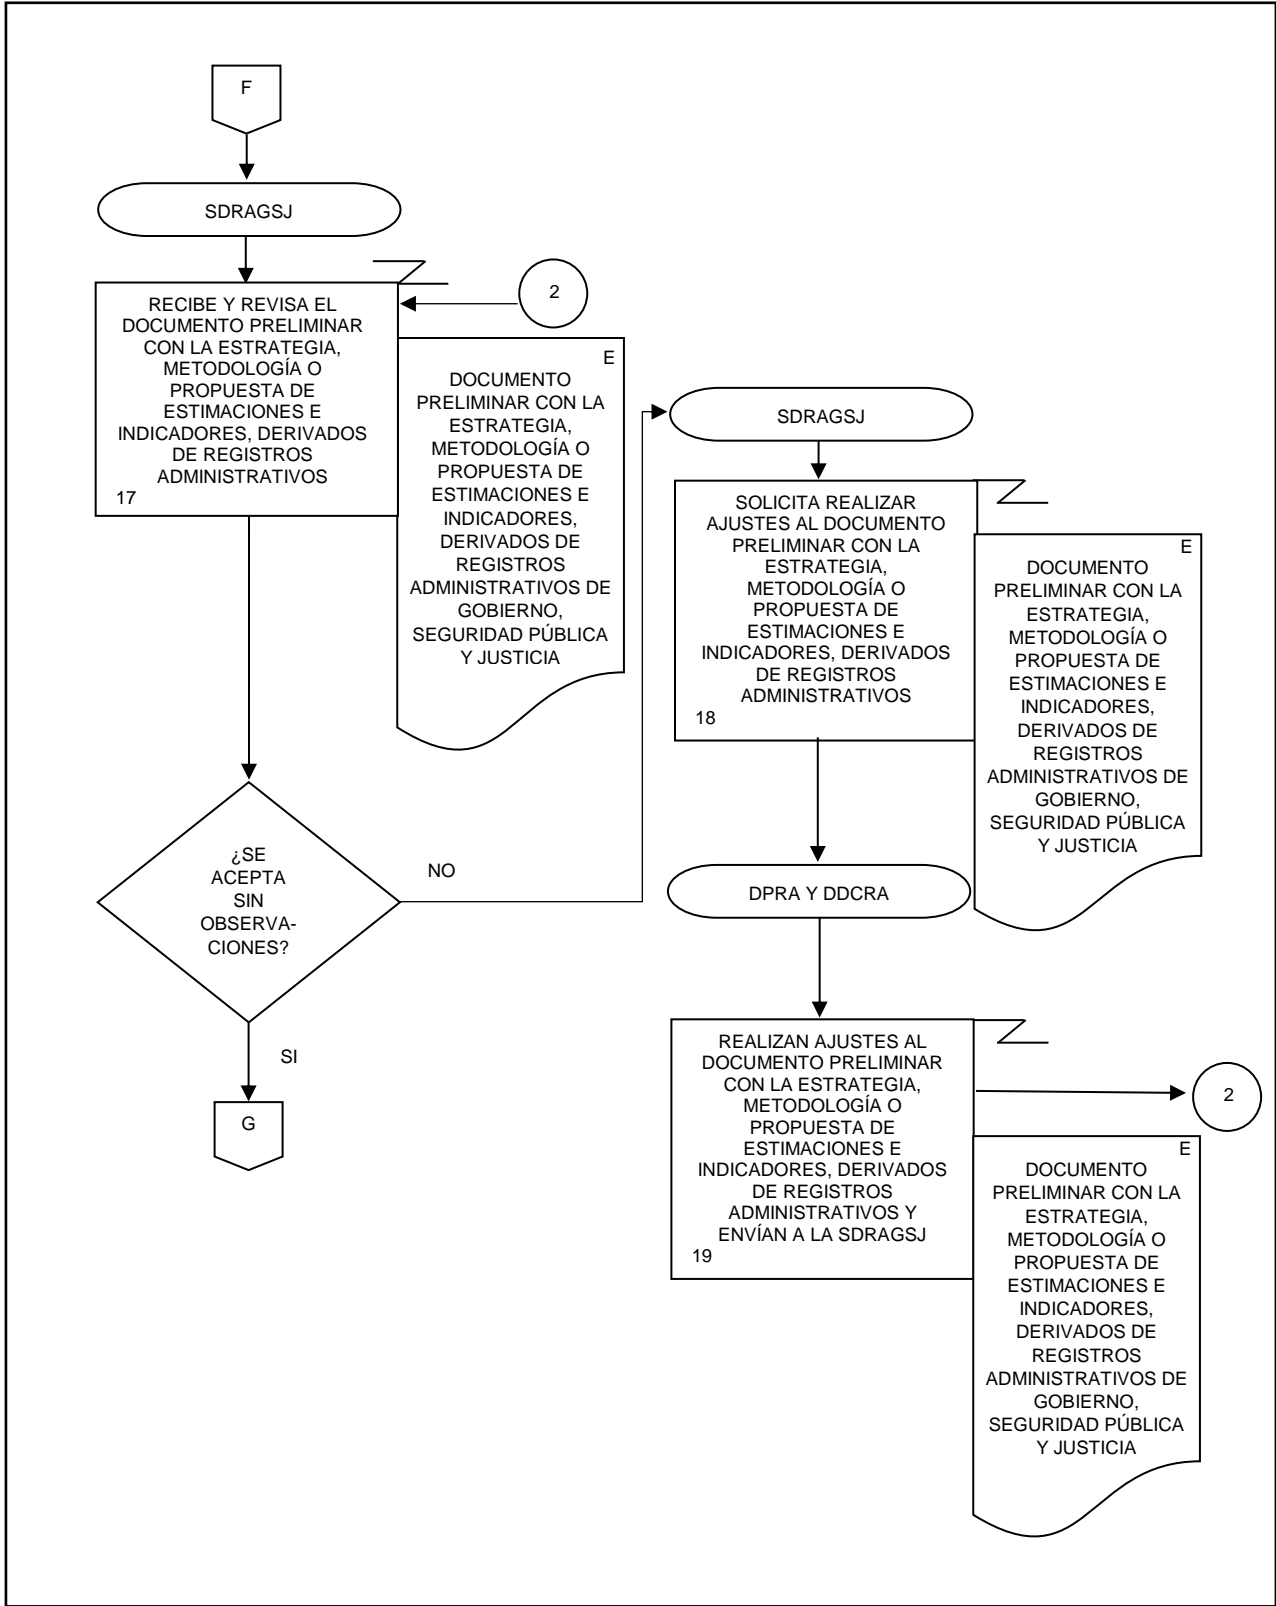 F
SDRAGSJ
2
RECIBE Y REVISA EL
DOCUMENTO PRELIMINAR
CON LA ESTRATEGIA,
METODOLOGÍA O
PROPUESTA DE
ESTIMACIONES E
INDICADORES, DERIVADOS
DE REGISTROS
ADMINISTRATIVOS
17
E
DOCUMENTO
PRELIMINAR CON LA
ESTRATEGIA,
METODOLOGÍA O
PROPUESTA DE
ESTIMACIONES E
INDICADORES,
DERIVADOS DE
REGISTROS
ADMINISTRATIVOS DE
GOBIERNO,
SEGURIDAD PÚBLICA
Y JUSTICIA
¿SE
ACEPTA
SIN
OBSERVA-
CIONES?
NO
SI
G
SDRAGSJ
SOLICITA REALIZAR
AJUSTES AL DOCUMENTO
PRELIMINAR CON LA
ESTRATEGIA,
METODOLOGÍA O
PROPUESTA DE
ESTIMACIONES E
INDICADORES, DERIVADOS
DE REGISTROS
ADMINISTRATIVOS
18
E
DOCUMENTO
PRELIMINAR CON LA
ESTRATEGIA,
METODOLOGÍA O
PROPUESTA DE
ESTIMACIONES E
INDICADORES,
DERIVADOS DE
REGISTROS
ADMINISTRATIVOS DE
GOBIERNO,
SEGURIDAD PÚBLICA
Y JUSTICIA
DPRA Y DDCRA
REALIZAN AJUSTES AL
DOCUMENTO PRELIMINAR
CON LA ESTRATEGIA,
METODOLOGÍA O
PROPUESTA DE
ESTIMACIONES E
INDICADORES, DERIVADOS
DE REGISTROS
ADMINISTRATIVOS Y
ENVÍAN A LA SDRAGSJ
19
2
E
DOCUMENTO
PRELIMINAR CON LA
ESTRATEGIA,
METODOLOGÍA O
PROPUESTA DE
ESTIMACIONES E
INDICADORES,
DERIVADOS DE
REGISTROS
ADMINISTRATIVOS DE
GOBIERNO,
SEGURIDAD PÚBLICA
Y JUSTICIA